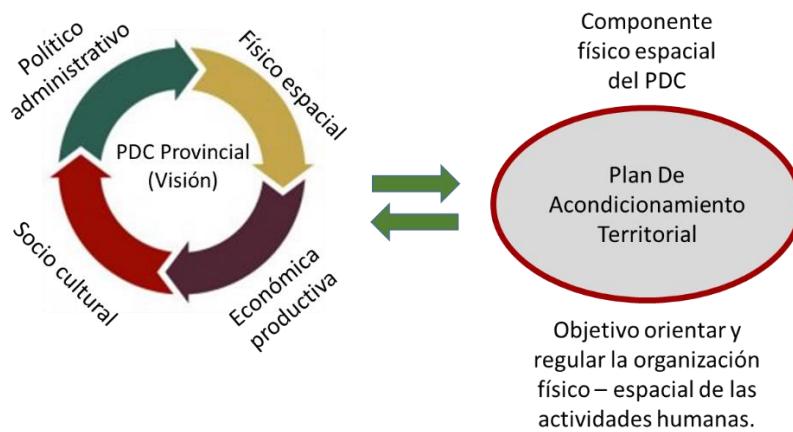 Político
administrativo
Físico espacial
PDC Provincial
(Visión)
Socio cultural
Económica
productiva
Componente
físico espacial
del PDC
Plan De
Acondicionamiento
Territorial
Objetivo orientar y
regular la organización
físico – espacial de las
actividades humanas.